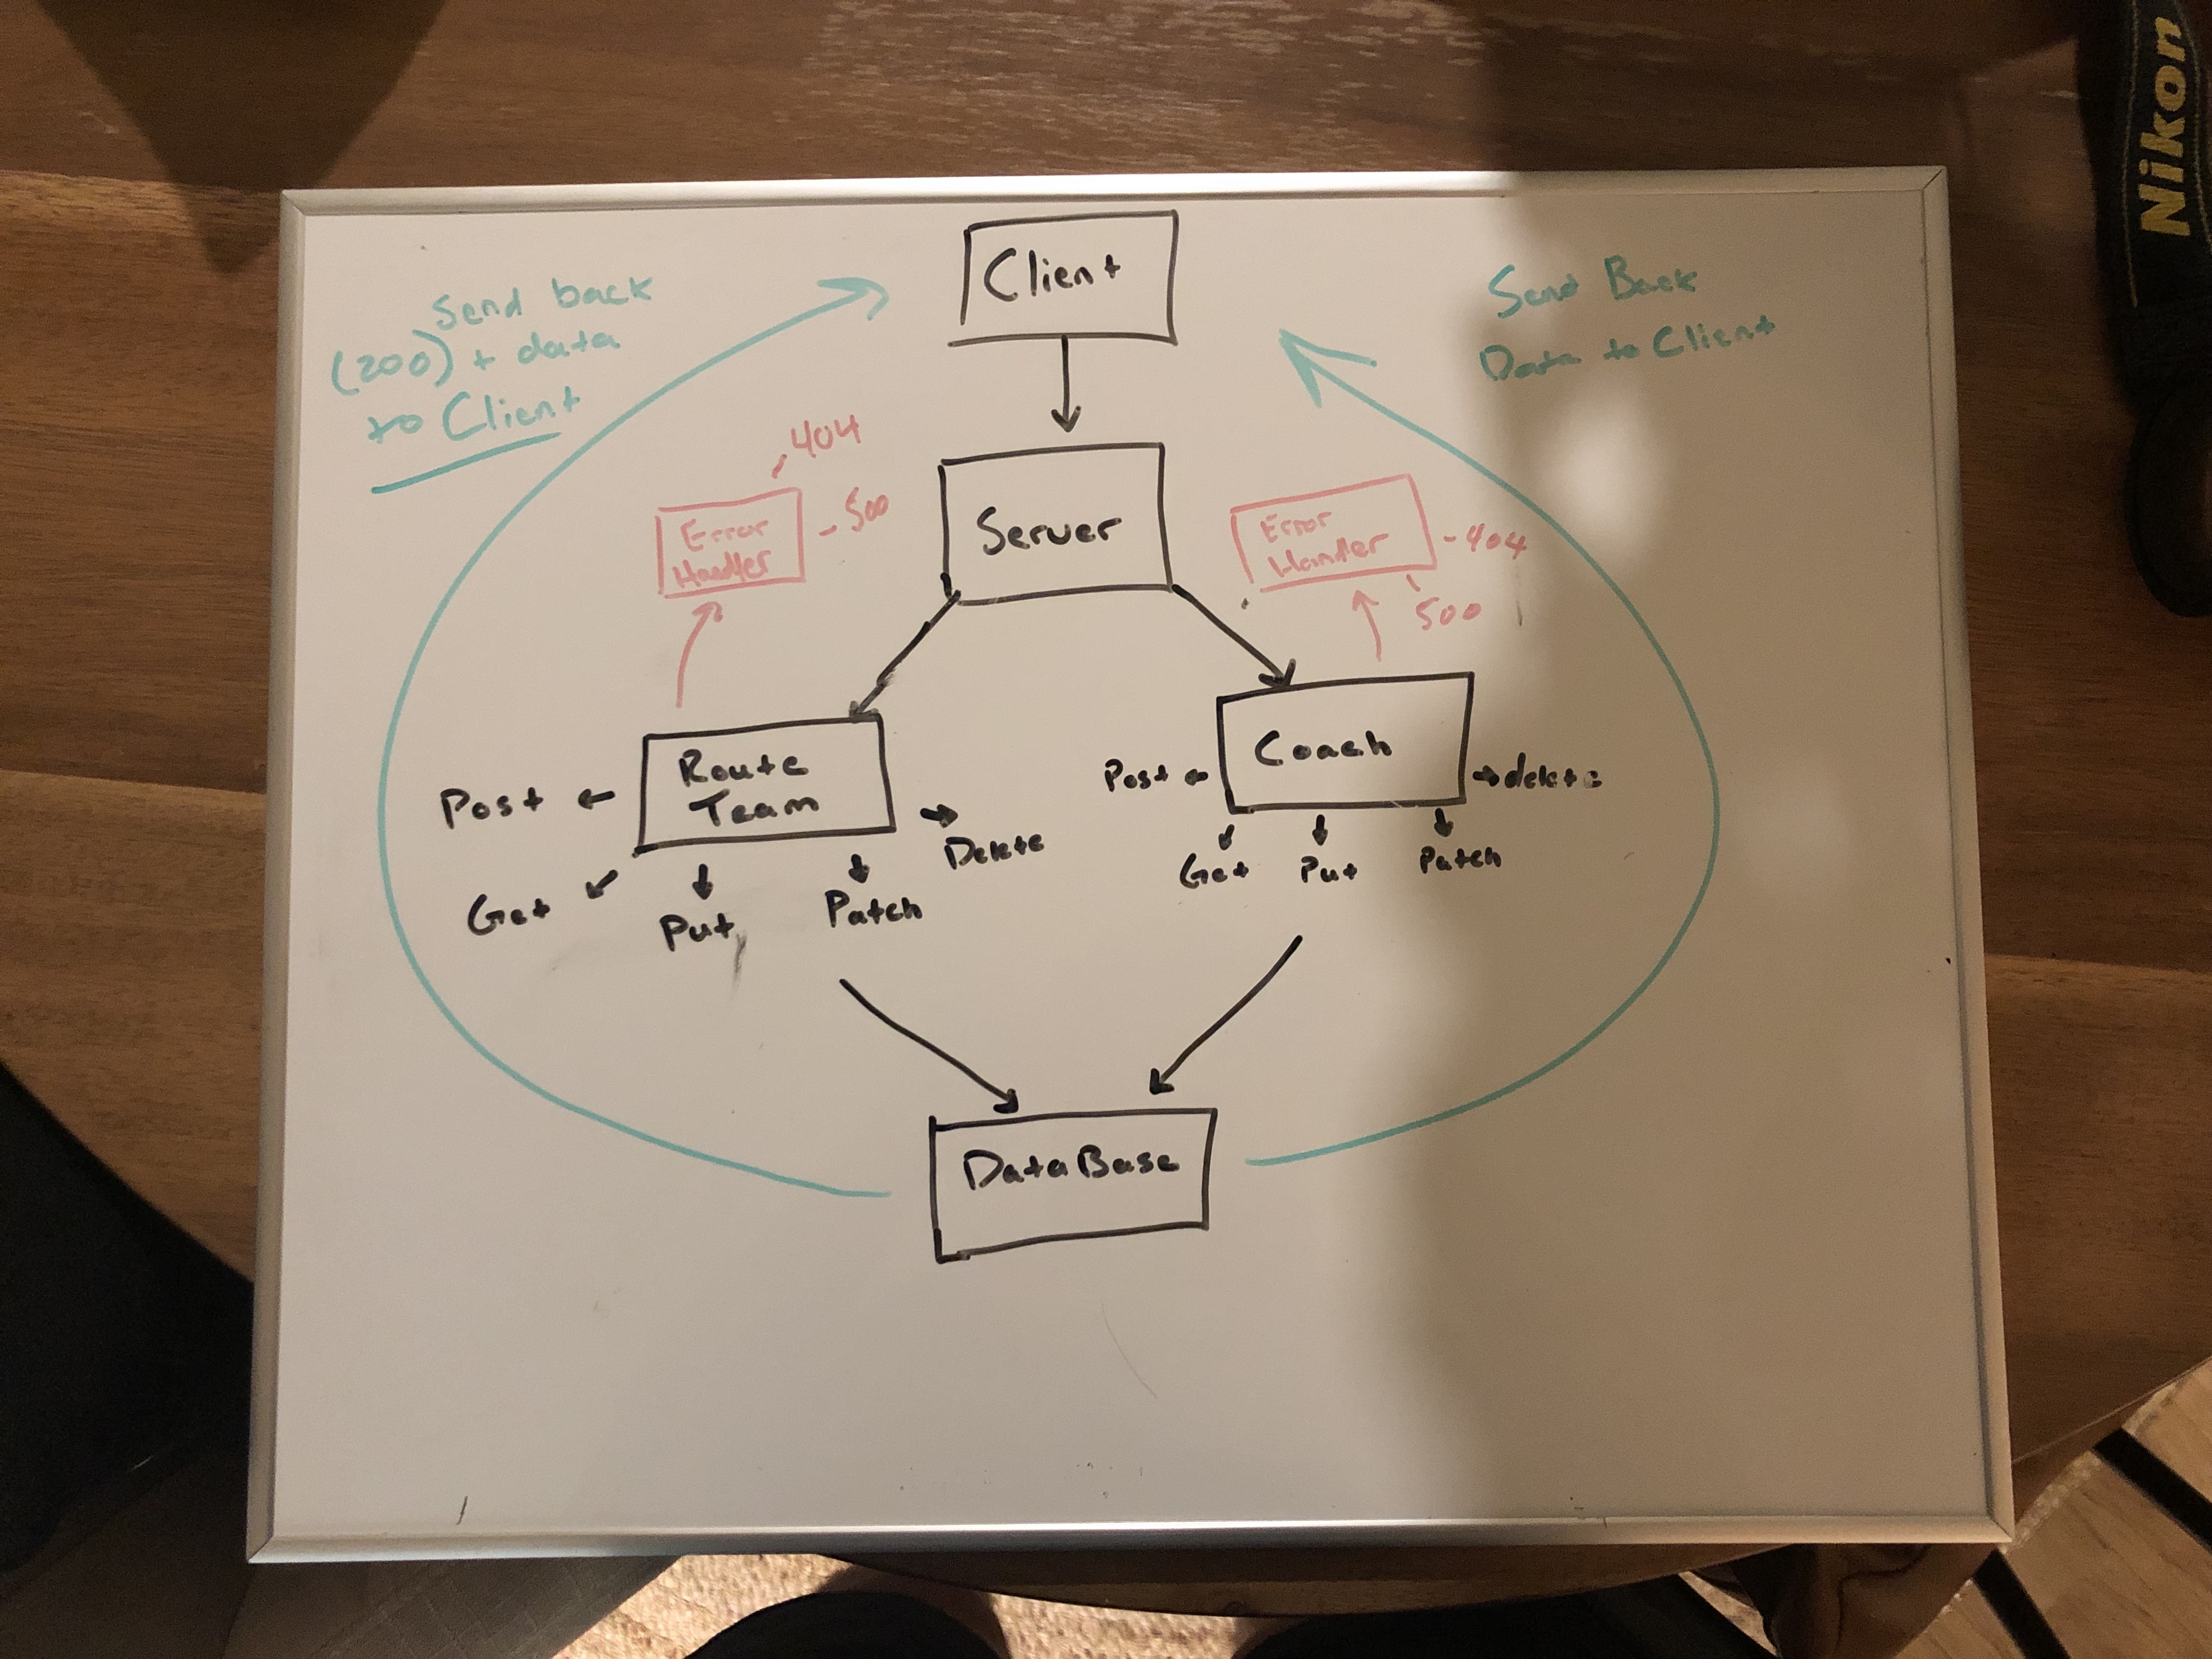 Nikon
Client
Send back
(200) + data
to Client
Send Back
Data to Client
- 404
- 500
Error
Handler
Server
Error
Handler
- 404
500
Route
Team
Post
Get
Put
Patch
Delete
Coach
Post
Get
Put
Patch
delete
DataBase